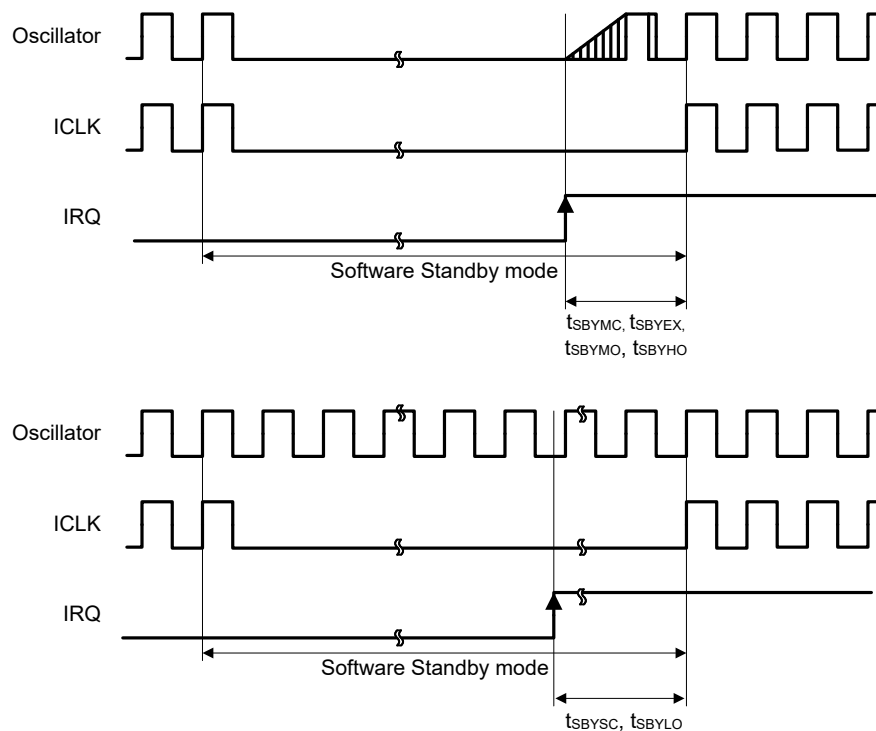 Oscillator
ICLK
IRQ
Software Standby mode
tSBYMC, tSBYEX,
tSBYMO, tSBYHO
Oscillator
ICLK
IRQ
Software Standby mode
tSBYSC, tSBYLO